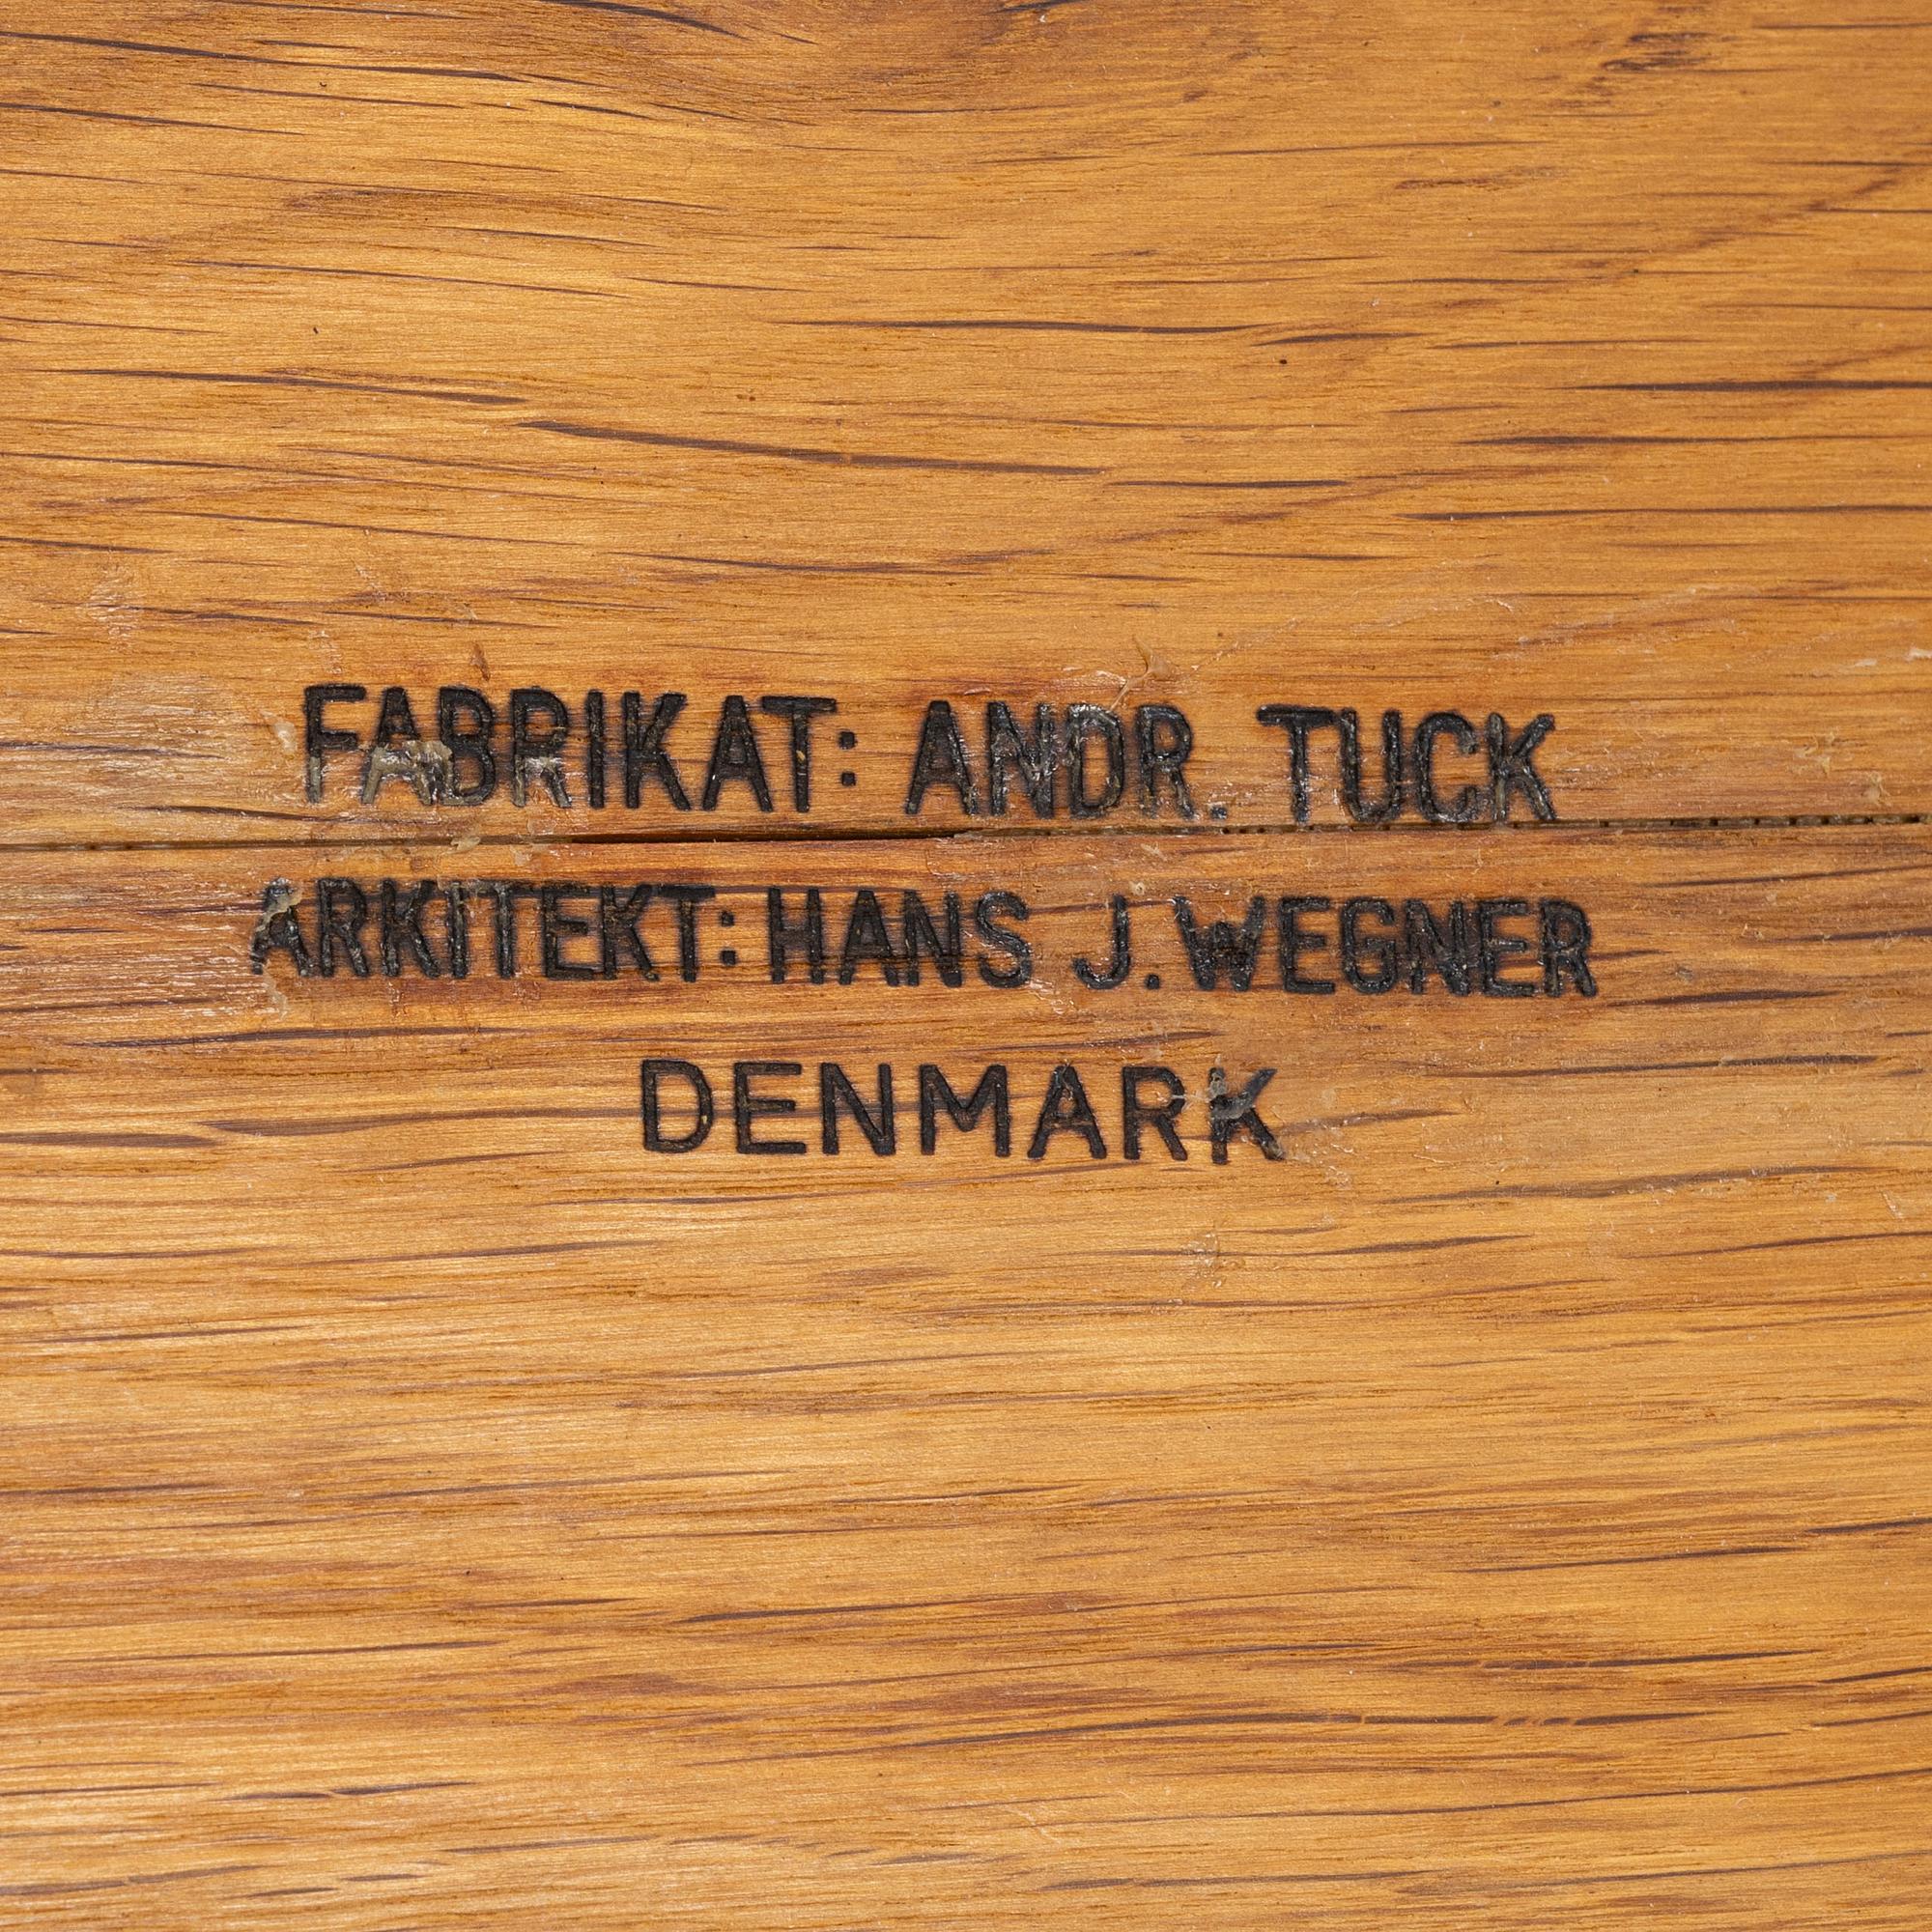 FABRIKAT: ANDR. TUCK
ARKITEKT: HANS J. WEGNER
DENMARK